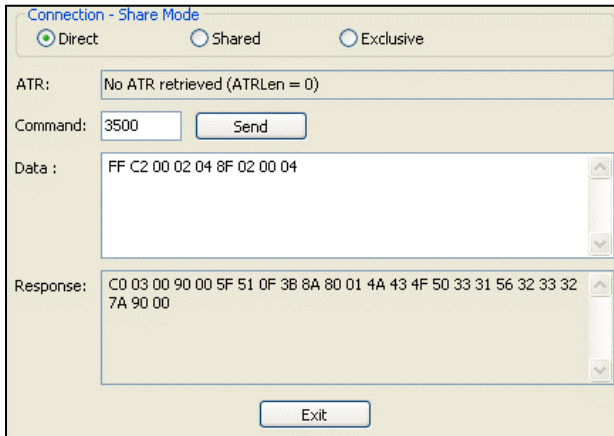 Connection - Share Mode
Direct Shared Exclusive
ATR: No ATR retrieved (ATRLen = 0)
Command: 3500 Send
Data : FF C2 00 02 04 8F 02 00 04
Response: C0 03 00 90 00 5F 51 0F 3B 8A 80 01 4A 43 4F 50 33 31 56 32 33 32
7A 90 00
Exit